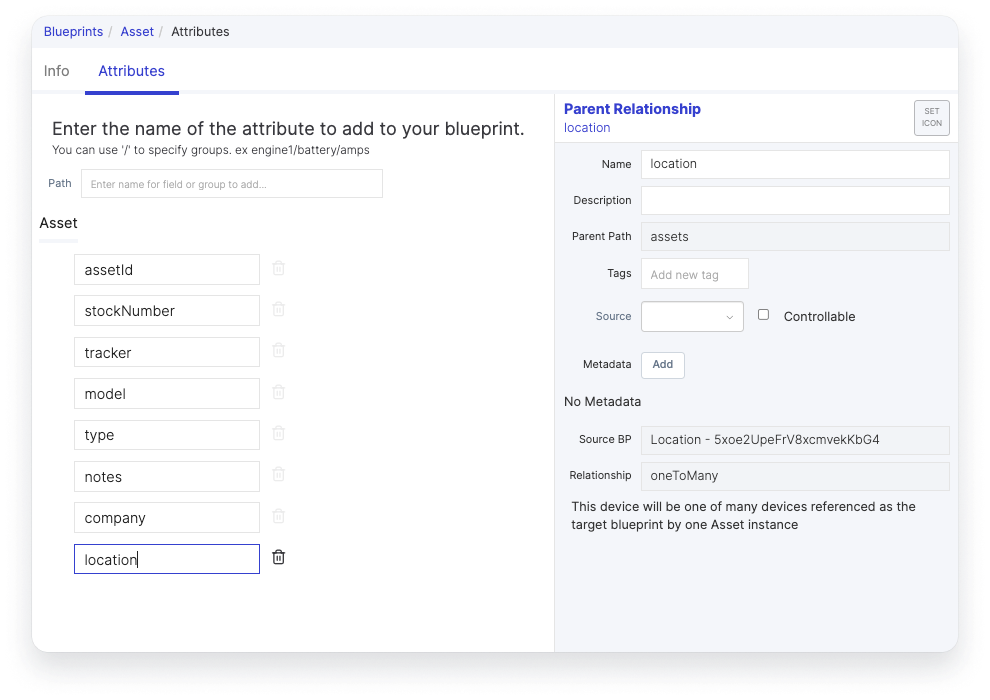 Blueprints / Asset / Attributes
Info Attributes
Enter the name of the attribute to add to your blueprint.
You can use '/' to specify groups. ex engine1/battery/amps
Path Enter name for field or group to add...
Asset
assetId
stockNumber
tracker
model
type
notes
company
location
Parent Relationship
location
SET
ICON
Name location
Description
Parent Path assets
Tags Add new tag
Source Controllable
Metadata Add
No Metadata
Source BP Location - 5xoe2UpeFrV8xcmvekKbG4
Relationship oneToMany
This device will be one of many devices referenced as the
target blueprint by one Asset instance